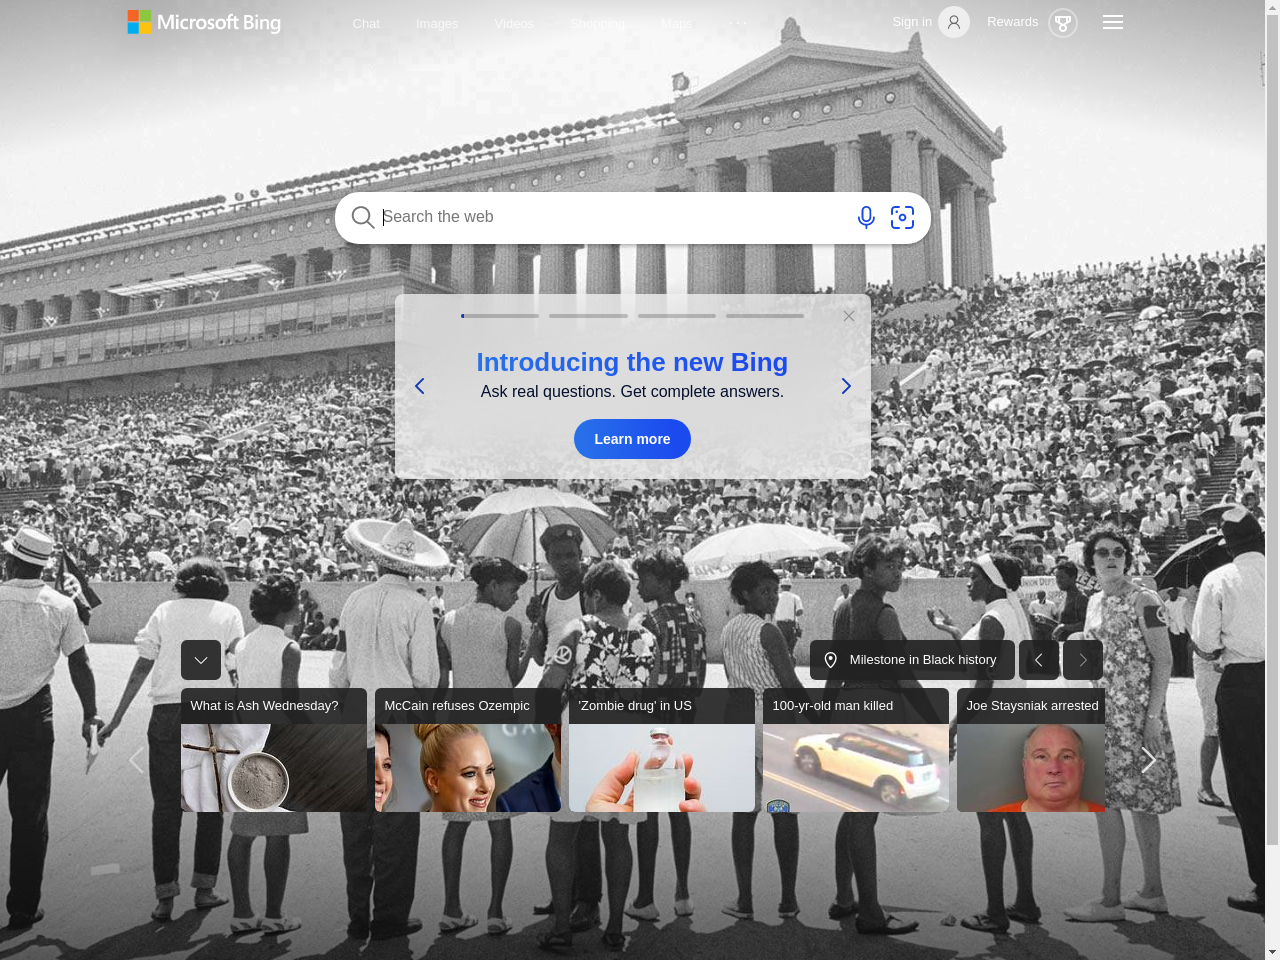 Microsoft Bing
Chat Images Videos Shopping Maps ...
Sign in Rewards
Search the web
Introducing the new Bing
Ask real questions. Get complete answers.
Learn more
Milestone in Black history
What is Ash Wednesday?
McCain refuses Ozempic
'Zombie drug' in US
100-yr-old man killed
Joe Staysniak arrested